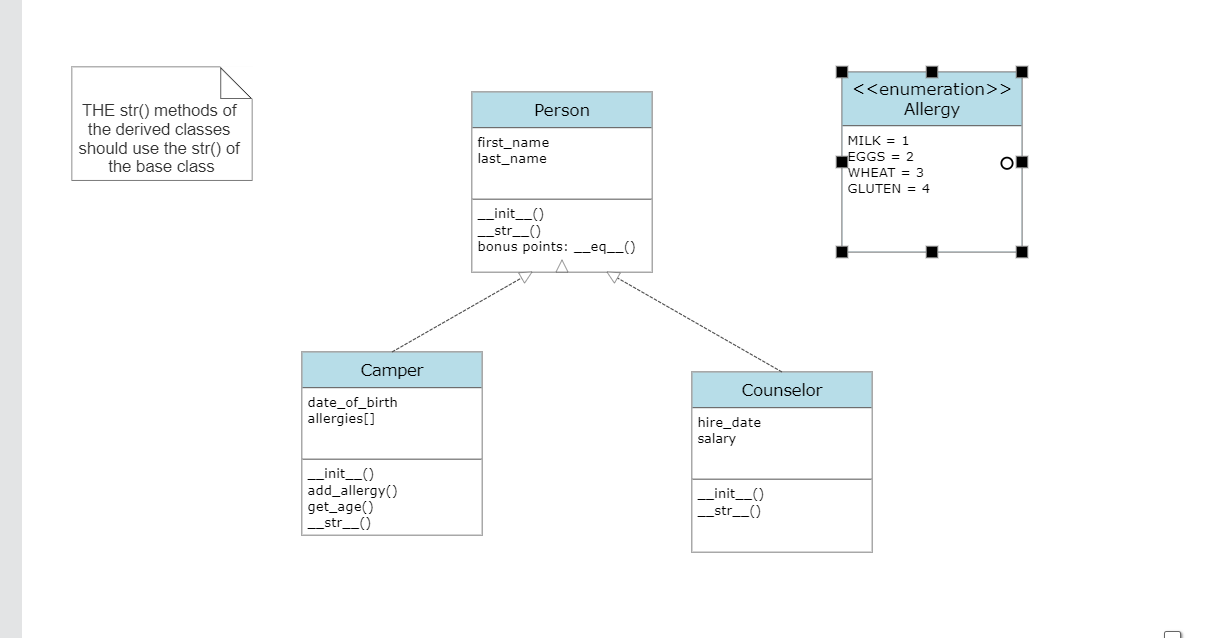 THE str() methods of
the derived classes
should use the str() of
the base class
Person
first_name
last_name
__init__()
__str__()
bonus points: __eq__()
<<enumeration>>
Allergy
MILK = 1
EGGS = 2
WHEAT = 3
GLUTEN = 4
Camper
date_of_birth
allergies[]
__init__()
add_allergy()
get_age()
__str__()
Counselor
hire_date
salary
__init__()
__str__()